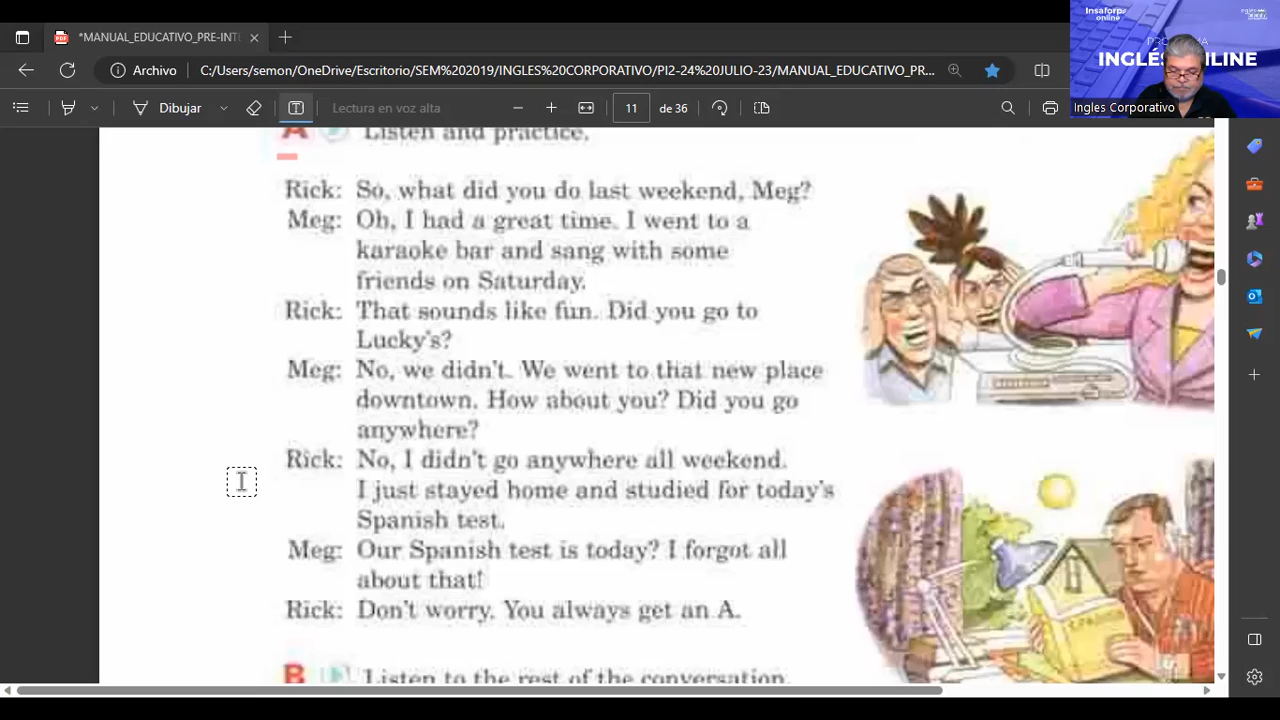 *MANUAL_EDUCATIVO_PRE-INT
Insaforp
online
INGLÉS ONLINE
Ingles Corporativo
Archivo
C:/Users/semon/OneDrive/Escritorio/SEM%2029/INGLES%20CORPORATIVO/PI2-24%20JULIO-23/MANUAL_EDUCATIVO_PR...
Dibujar
Lectura en voz alta
11
de 36
A Listen and practice.
Rick: So, what did you do last weekend, Meg?
Meg: Oh, I had a great time. I went to a
karaoke bar and sang with some
friends on Saturday.
Rick: That sounds like fun. Did you go to
Lucky's?
Meg: No, we didn't. We went to that new place
downtown. How about you? Did you go
anywhere?
Rick: No, I didn't go anywhere all weekend.
I just stayed home and studied for today's
Spanish test.
Meg: Our Spanish test is today? I forgot all
about that!
Rick: Don't worry. You always get an A.
B Listen to the rest of the conversation.